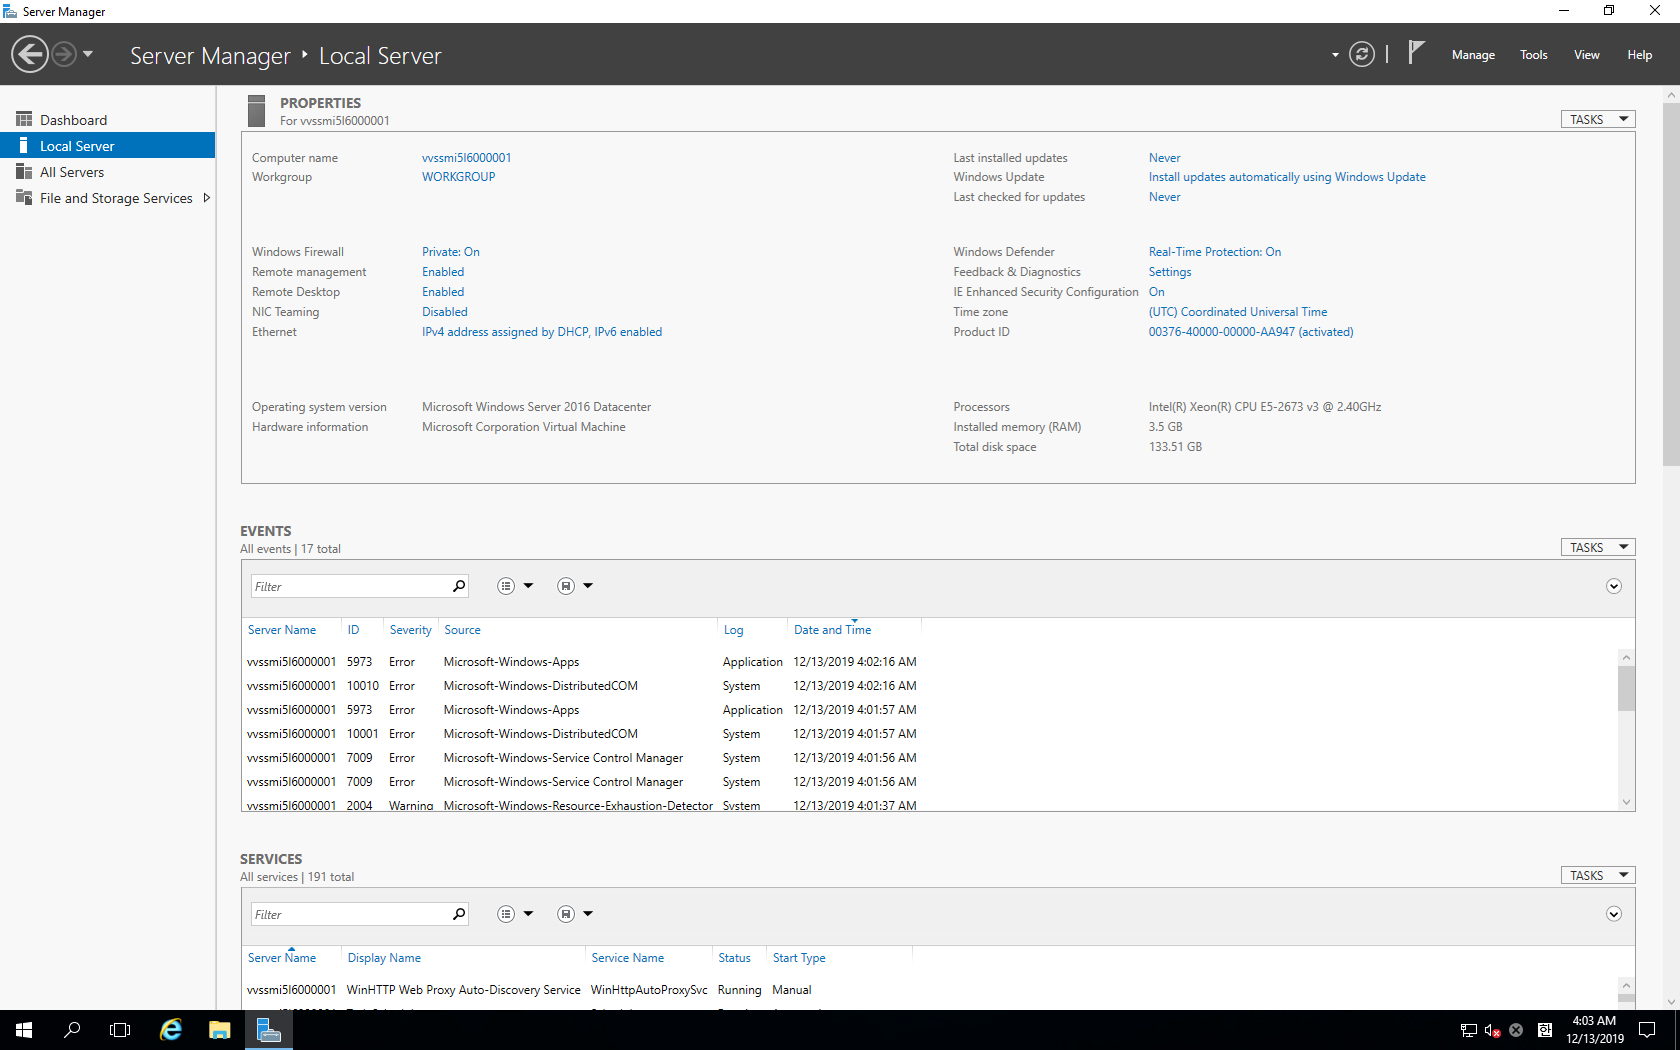 Server Manager
Server Manager
Local Server
Manage
Tools
View
Help
Dashboard
Local Server
All Servers
File and Storage Services
PROPERTIES
For vvssmi5l6000001
TASKS
Computer name vvssmi5l6000001
Workgroup WORKGROUP
Last installed updates Never
Windows Update Install updates automatically using Windows Update
Last checked for updates Never
Windows Firewall Private: On
Remote management Enabled
Remote Desktop Enabled
NIC Teaming Disabled
Ethernet IPv4 address assigned by DHCP, IPv6 enabled
Windows Defender Real-Time Protection: On
Feedback & Diagnostics Settings
IE Enhanced Security Configuration On
Time zone (UTC) Coordinated Universal Time
Product ID 00376-40000-00000-AA947 (activated)
Operating system version Microsoft Windows Server 2016 Datacenter
Hardware information Microsoft Corporation Virtual Machine
Processors Intel(R) Xeon(R) CPU E5-2673 v3 @ 2.40GHz
Installed memory (RAM) 3.5 GB
Total disk space 133.51 GB
EVENTS
All events | 17 total
TASKS
Filter
Server Name ID Severity Source Log Date and Time
vvssmi5l6000001 5973 Error Microsoft-Windows-Apps Application 12/13/2019 4:02:16 AM
vvssmi5l6000001 10010 Error Microsoft-Windows-DistributedCOM System 12/13/2019 4:02:16 AM
vvssmi5l6000001 5973 Error Microsoft-Windows-Apps Application 12/13/2019 4:01:57 AM
vvssmi5l6000001 10001 Error Microsoft-Windows-DistributedCOM System 12/13/2019 4:01:57 AM
vvssmi5l6000001 7009 Error Microsoft-Windows-Service Control Manager System 12/13/2019 4:01:56 AM
vvssmi5l6000001 7009 Error Microsoft-Windows-Service Control Manager System 12/13/2019 4:01:56 AM
vvssmi5l6000001 2004 Warning Microsoft-Windows-Resource-Exhaustion-Detector System 12/13/2019 4:01:37 AM
SERVICES
All services | 191 total
TASKS
Filter
Server Name Display Name Service Name Status Start Type
vvssmi5l6000001 WinHTTP Web Proxy Auto-Discovery Service WinHttpAutoProxySvc Running Manual
4:03 AM
12/13/2019